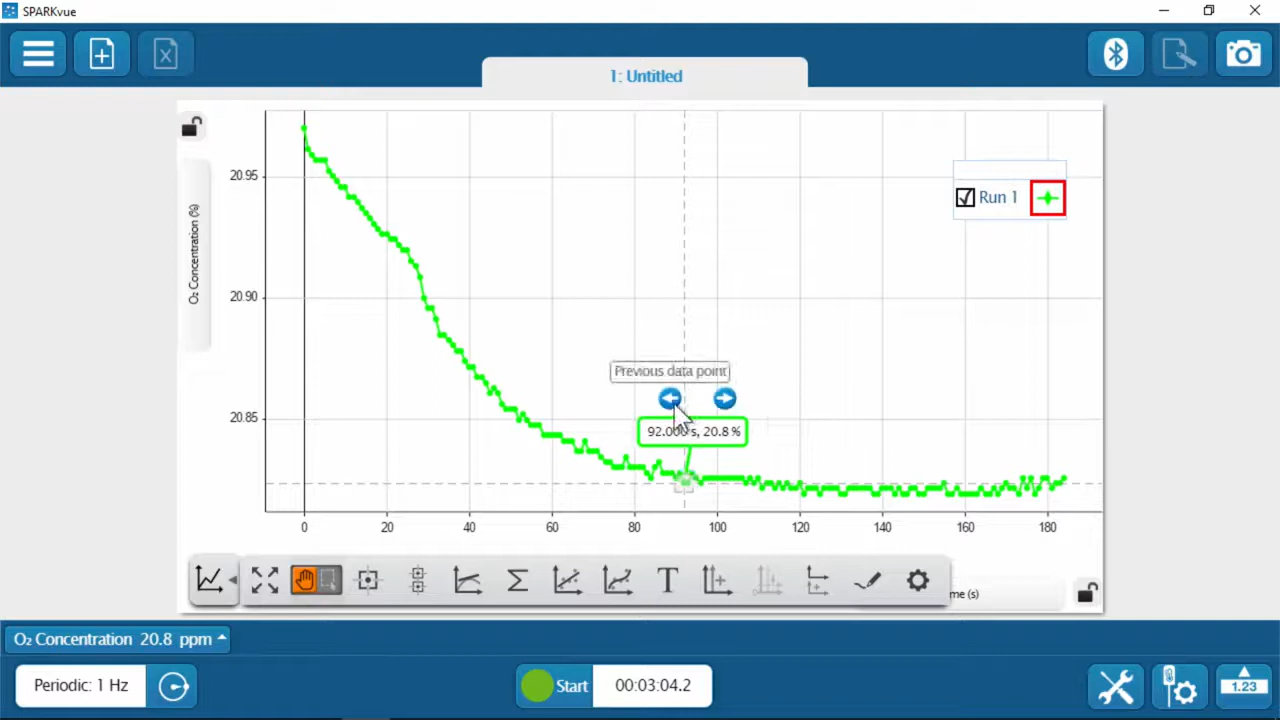 SPARKvue
1: Untitled
20.95
20.90
20.85
O₂ Concentration (%)
Run 1
Previous data point
92.000 s, 20.8 %
0 20 40 60 80 100 120 140 160 180
me (s)
O₂ Concentration 20.8 ppm
Periodic: 1 Hz
Start
00:03:04.2
1.23